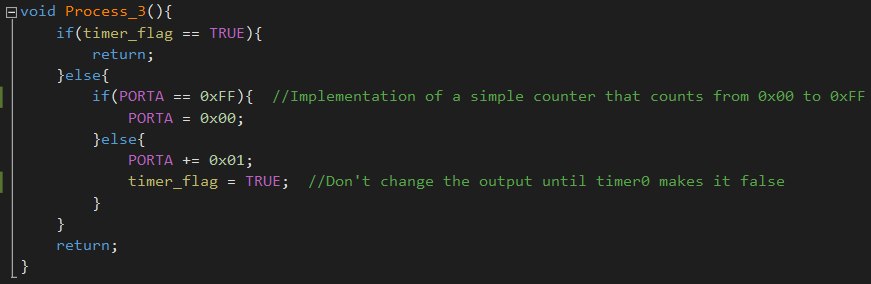 void Process_3(){
    if(timer_flag == TRUE){
        return;
    }else{
        if(PORTA == 0xFF){  //Implementation of a simple counter that counts from 0x00 to 0xFF
            PORTA = 0x00;
        }else{
            PORTA += 0x01;
            timer_flag = TRUE;  //Don't change the output until timer0 makes it false
        }
    }
    return;
}